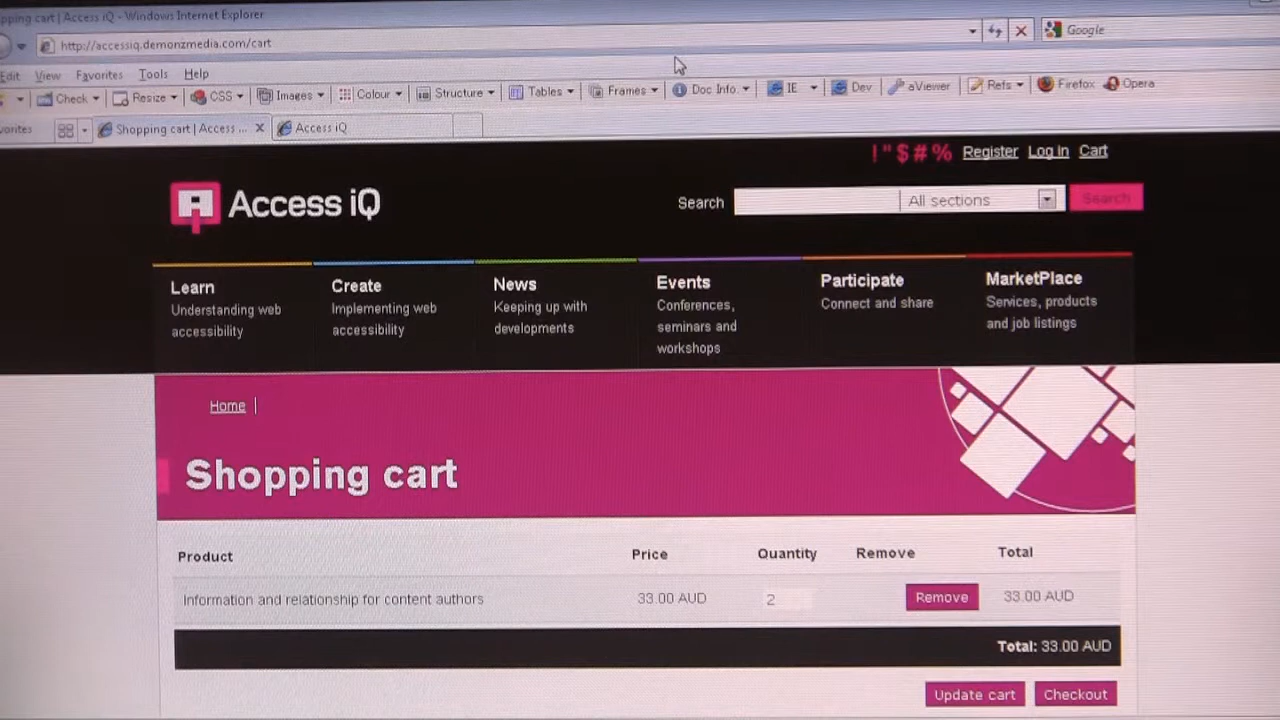 pping cart | Access iQ - Windows Internet Explorer
http://accessiq.demonzmedia.com/cart
Google
Edit View Favorites Tools Help
Check Resize CSS Images Colour Structure Tables Frames Doc Info. IE Dev aViewer Refs Firefox Opera
vorites Shopping cart | Access ... Access iQ
!"$#% Register Log in Cart
Access iQ
Search All sections Search
Learn
Understanding web
accessibility
Create
Implementing web
accessibility
News
Keeping up with
developments
Events
Conferences,
seminars and
workshops
Participate
Connect and share
MarketPlace
Services, products
and job listings
Home
Shopping cart
Product Price Quantity Remove Total
Information and relationship for content authors 33.00 AUD 2 Remove 33.00 AUD
Total: 33.00 AUD
Update cart Checkout